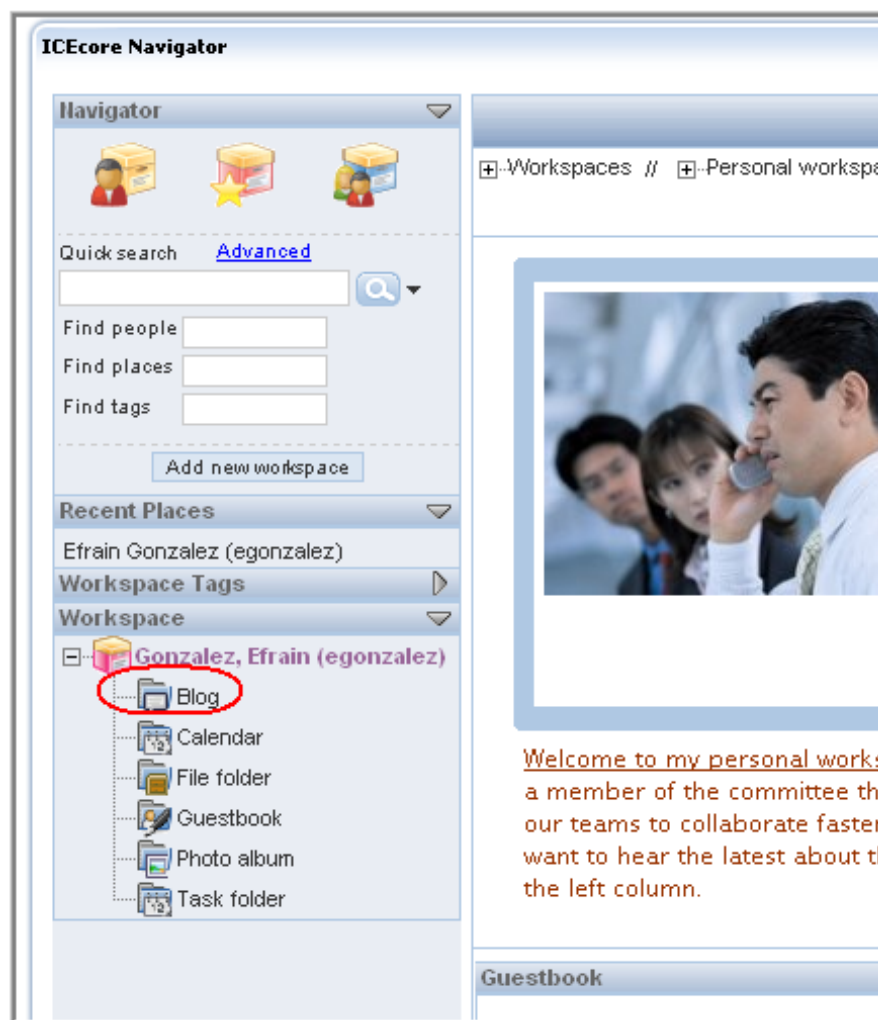 ICEcore Navigator
Navigator
Quick search Advanced
Find people
Find places
Find tags
Add new workspace
Recent Places
Efrain Gonzalez (egonzalez)
Workspace Tags
Workspace
Gonzalez, Efrain (egonzalez)
Blog
Calendar
File folder
Guestbook
Photo album
Task folder
Workspaces // Personal workspa
Welcome to my personal works
a member of the committee th
our teams to collaborate faster
want to hear the latest about t
the left column.
Guestbook